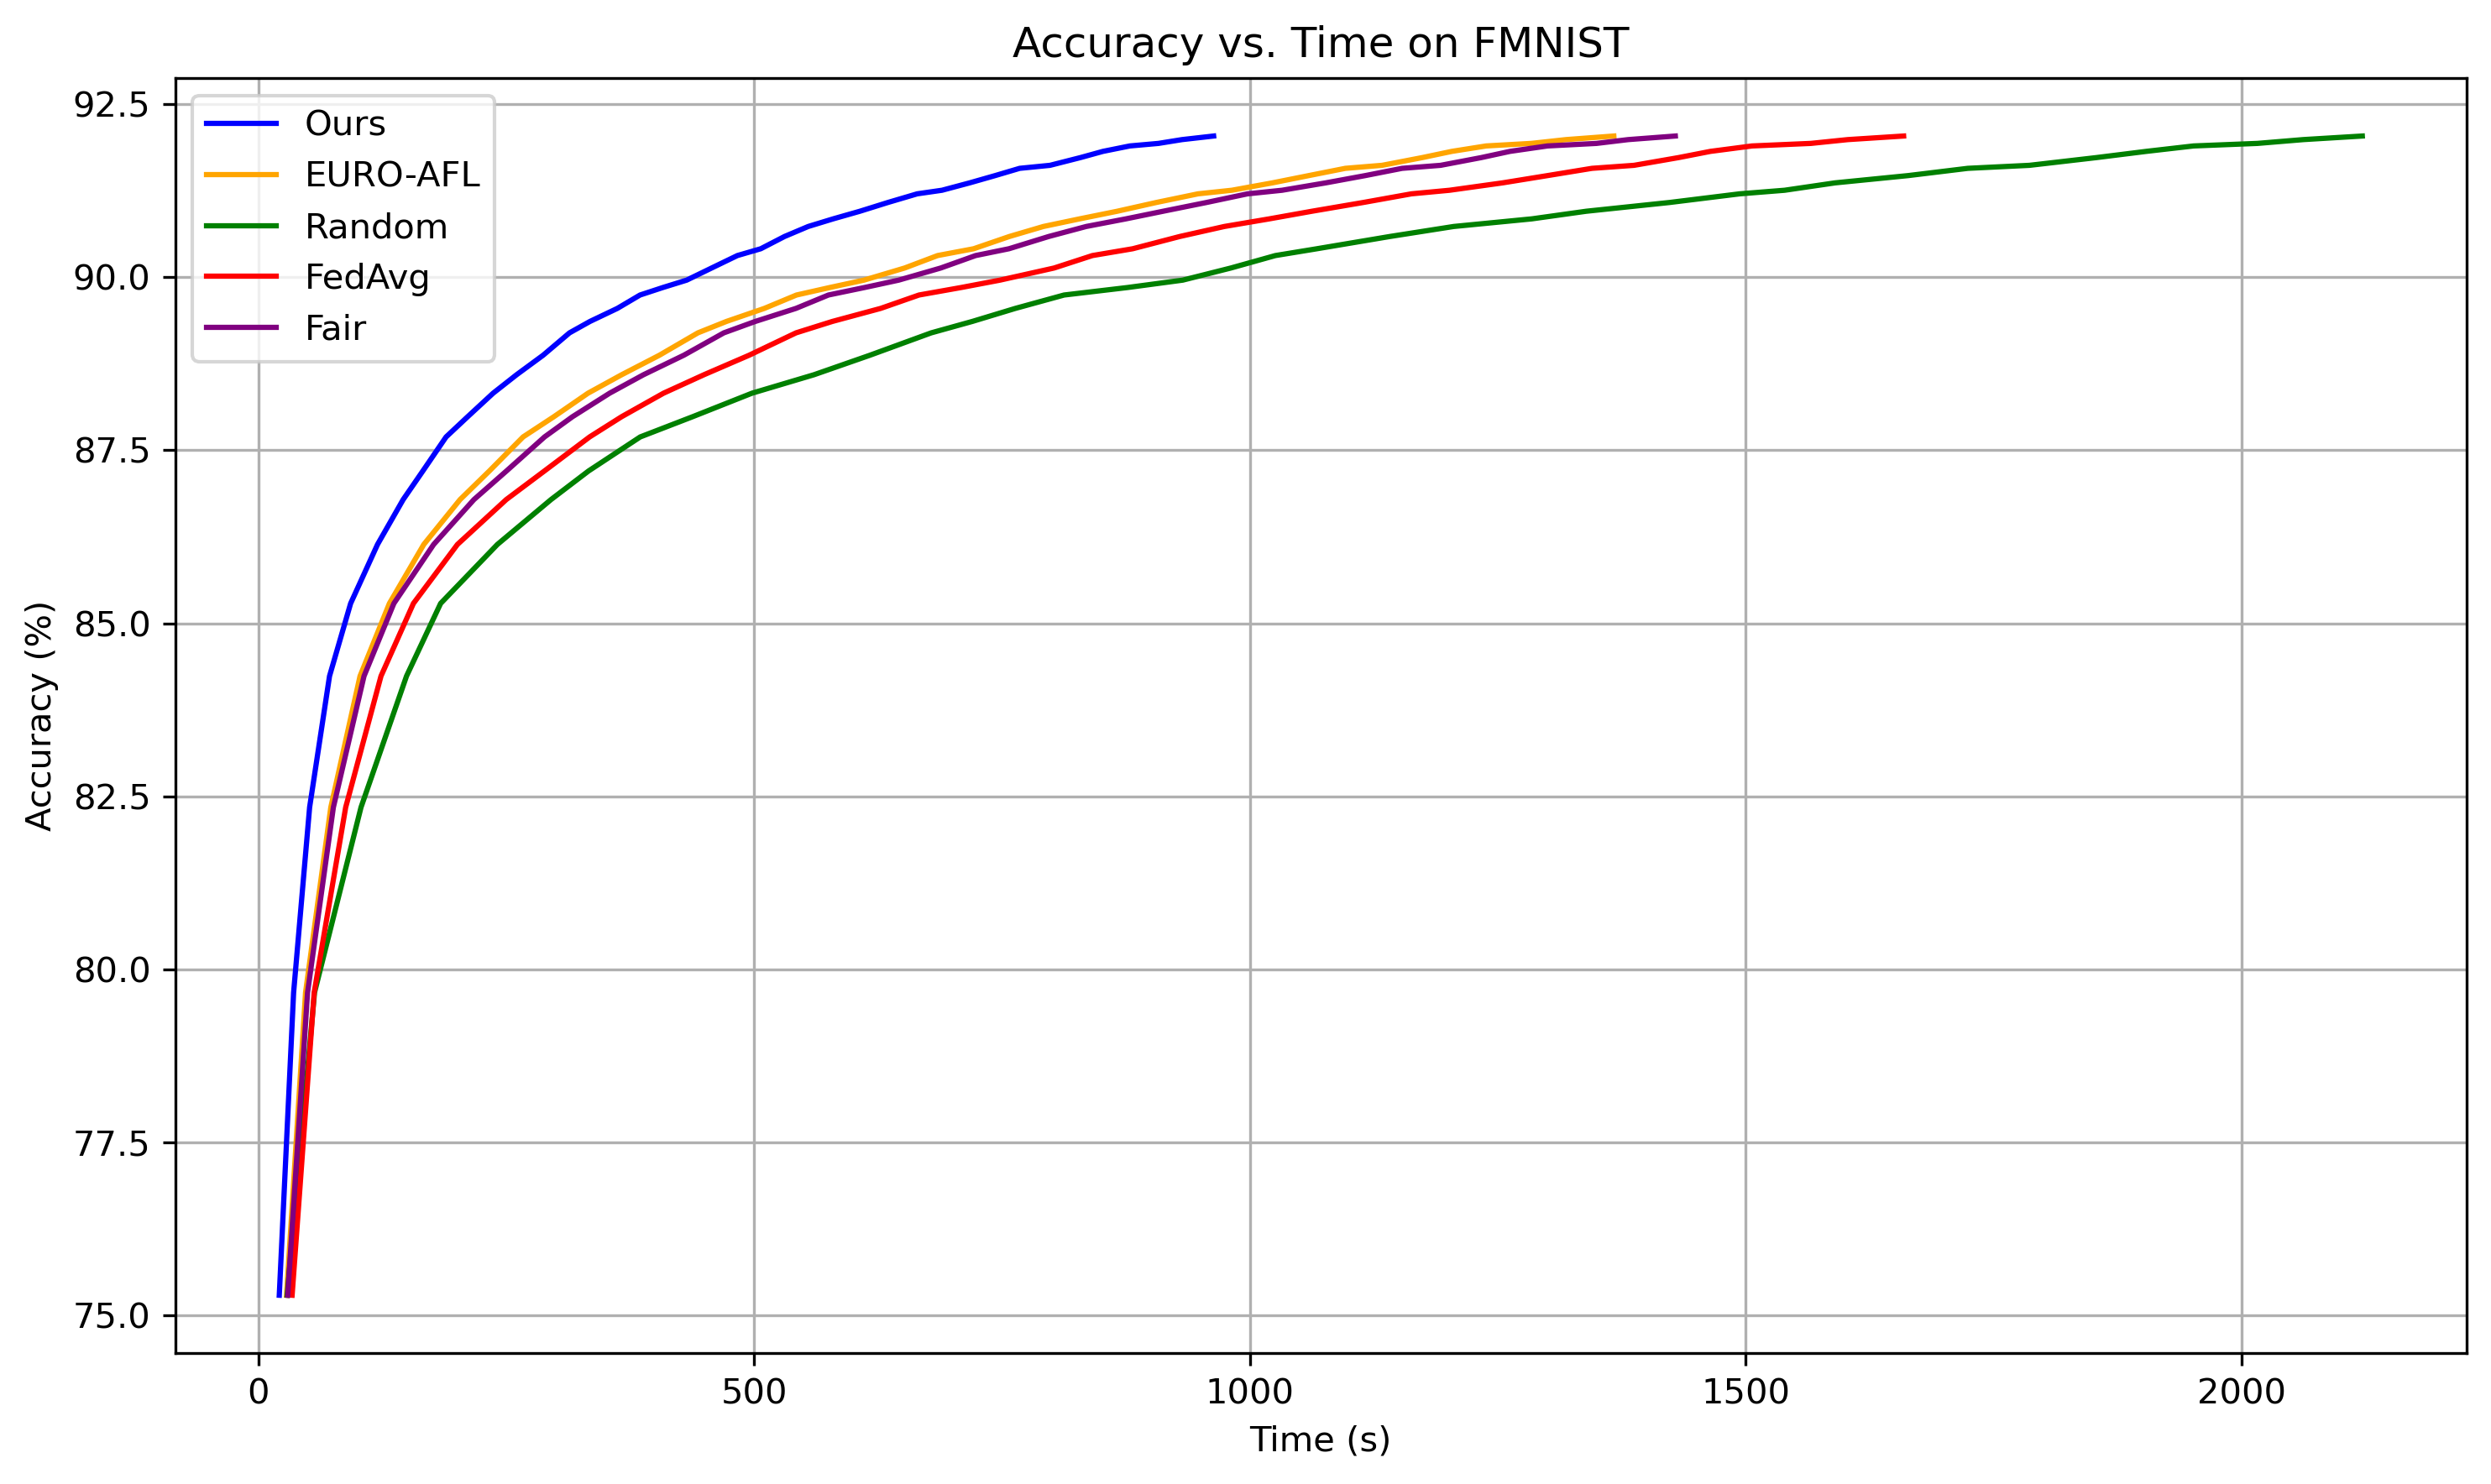 Accuracy vs. Time on FMNIST
92.5
90.0
87.5
85.0
82.5
80.0
77.5
75.0
Accuracy (%)
Ours
EURO-AFL
Random
FedAvg
Fair
0
500
1000
1500
2000
Time (s)